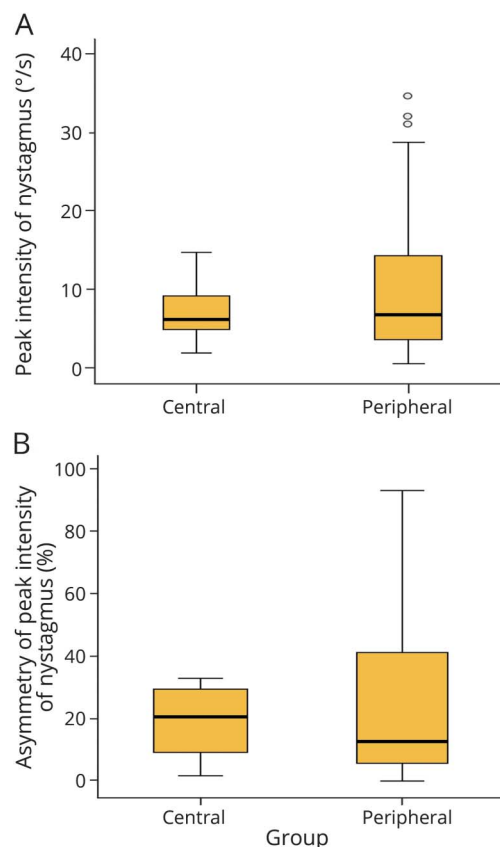 A
Peak intensity of nystagmus (°/s)
40
30
20
10
0
Central Peripheral
B
Asymmetry of peak intensity
of nystagmus (%)
100
80
60
40
20
0
Central Peripheral
Group